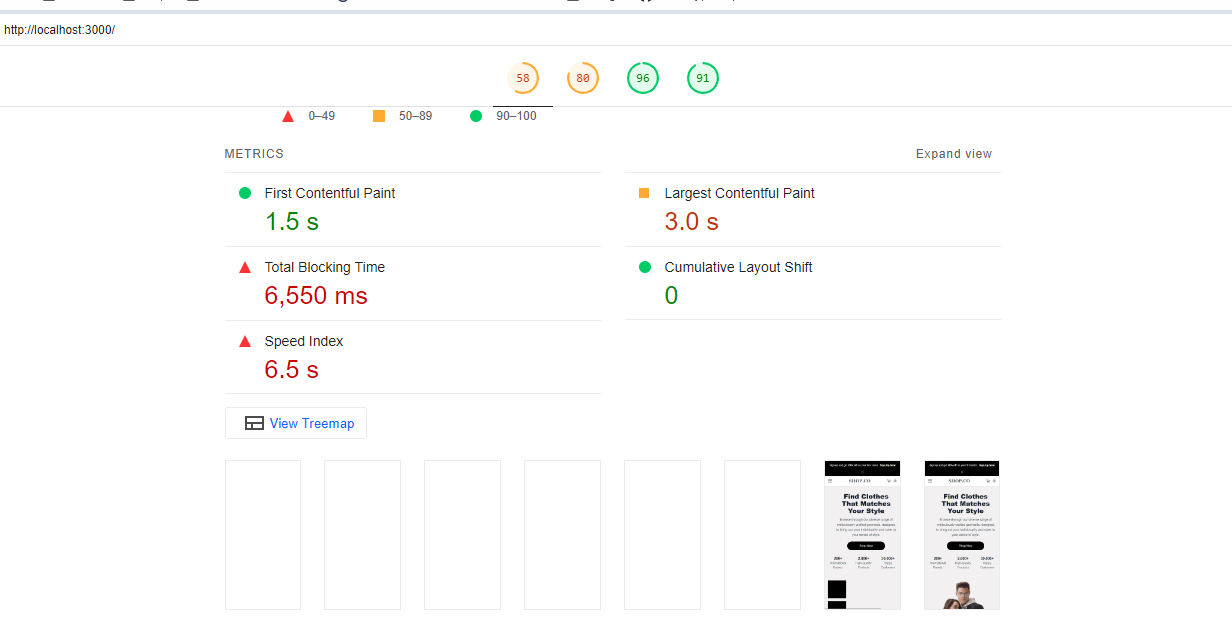 http://localhost:3000/
58 80 96 91
0–49 50–89 90–100
METRICS Expand view
First Contentful Paint
1.5 s
Largest Contentful Paint
3.0 s
Total Blocking Time
6,550 ms
Cumulative Layout Shift
0
Speed Index
6.5 s
View Treemap
SHOP.CO
Find Clothes
That Matches
Your Style
SHOP.CO
Find Clothes
That Matches
Your Style